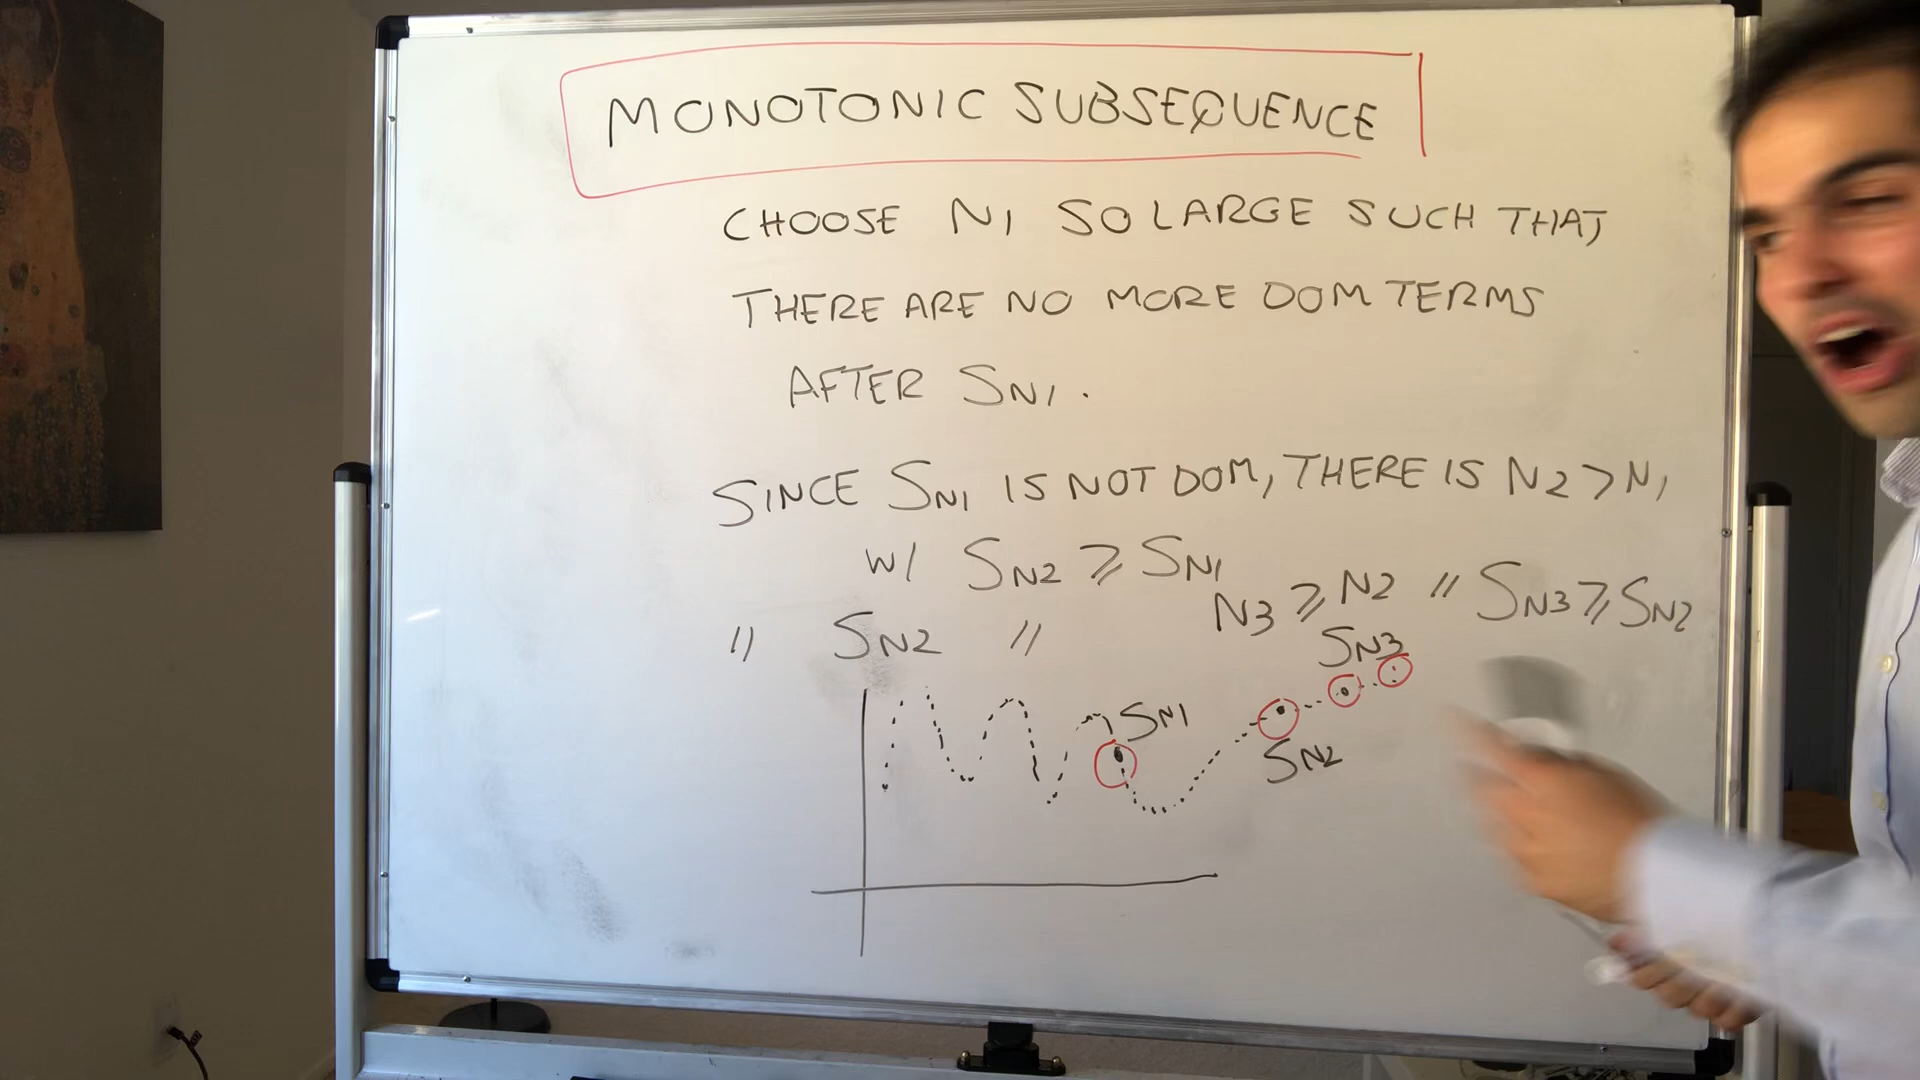 MONOTONIC SUBSEQUENCE
CHOOSE N1 SO LARGE SUCH THAT
THERE ARE NO MORE DOM TERMS
AFTER SN1.
SINCE SN1 IS NOT DOM, THERE IS N2 > N1
W/ SN2 ⩾ SN1
" SN2 " N3 ⩾ N2 " SN3 ⩾ SN2
SN3
SN1
SN2